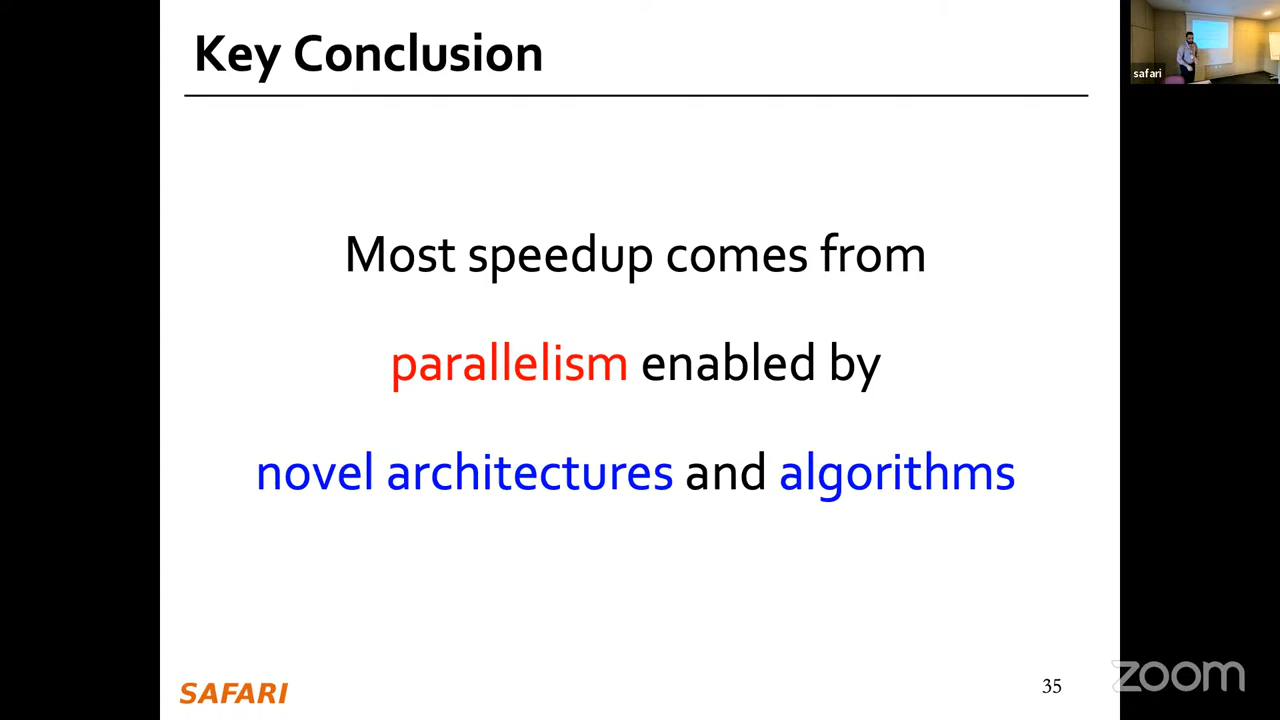 Key Conclusion
safari
Most speedup comes from
parallelism enabled by
novel architectures and algorithms
SAFARI
35
zoom